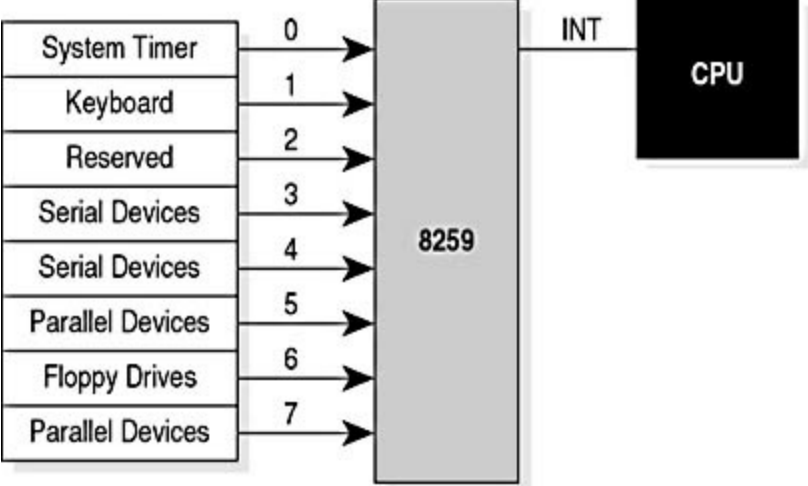 System Timer
0
INT
CPU
Keyboard
1
Reserved
2
Serial Devices
3
8259
Serial Devices
4
Parallel Devices
5
Floppy Drives
6
Parallel Devices
7